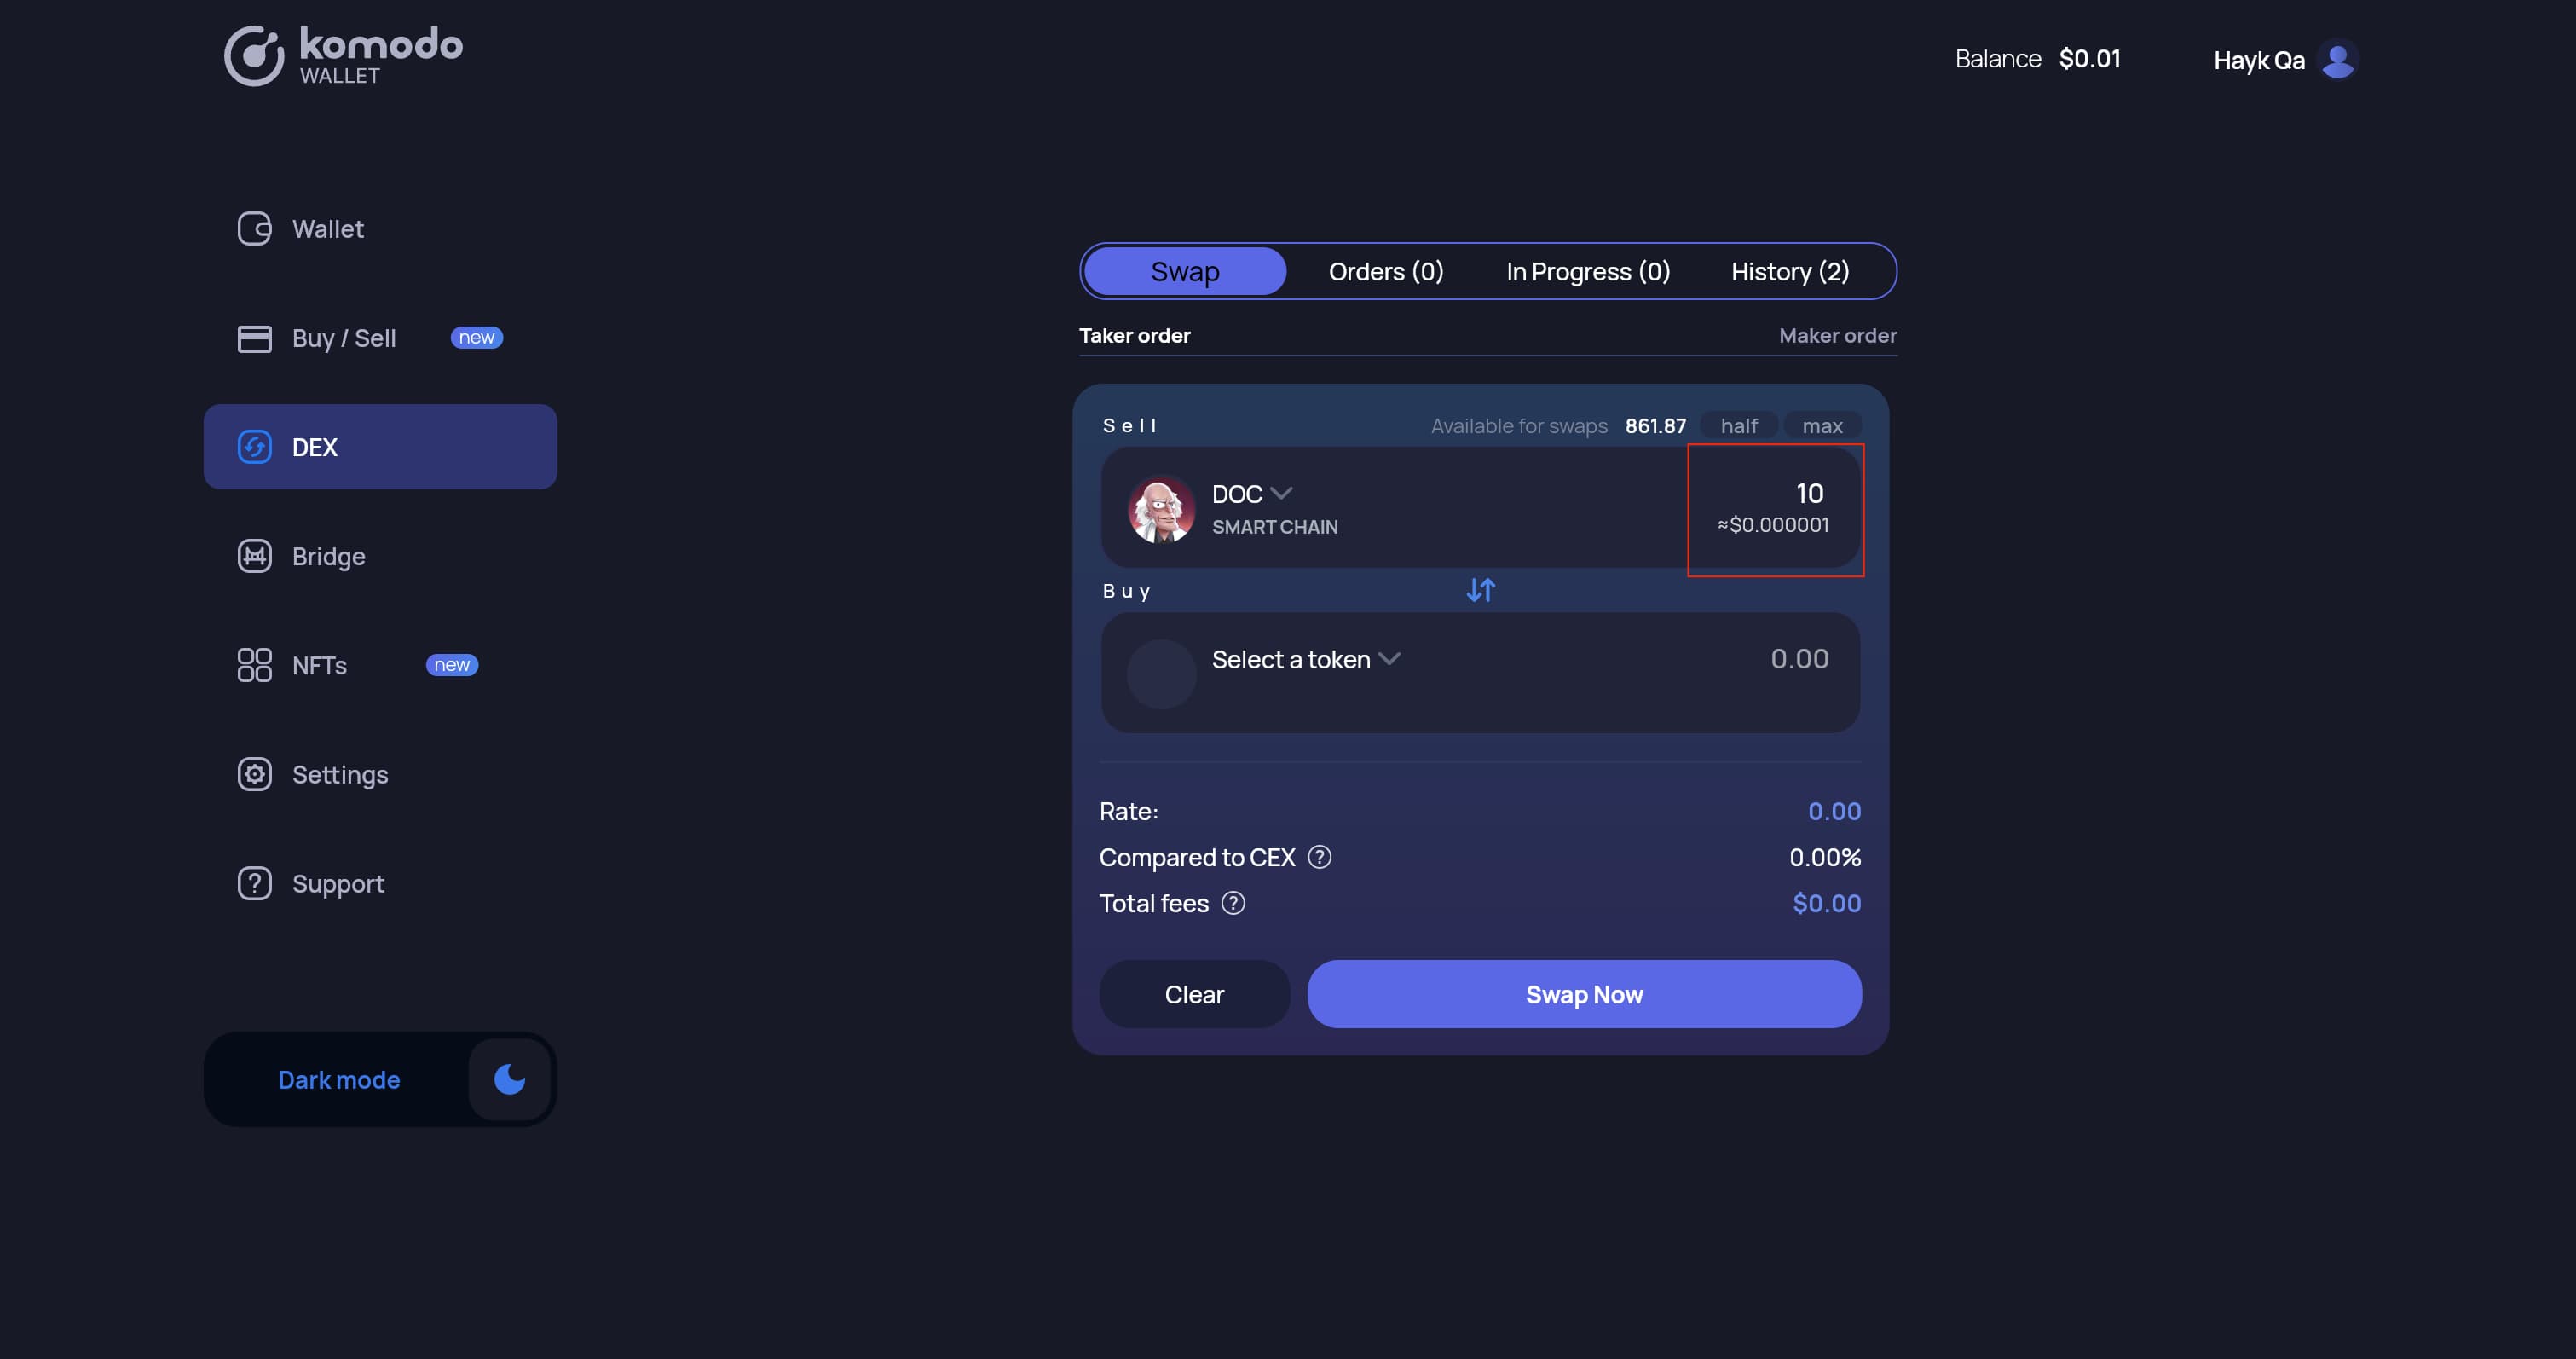 komodo
WALLET
Balance $0.01
Hayk Qa
Wallet
Buy / Sell new
DEX
Bridge
NFTs new
Settings
Support
Dark mode
Swap Orders (0) In Progress (0) History (2)
Taker order Maker order
Sell Available for swaps 861.87 half max
DOC 10
SMART CHAIN ≈$0.000001
Buy
Select a token 0.00
Rate: 0.00
Compared to CEX ? 0.00%
Total fees ? $0.00
Clear Swap Now